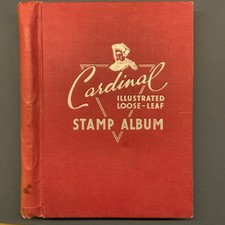 Cardinal
ILLUSTRATED
LOOSE-LEAF
STAMP ALBUM